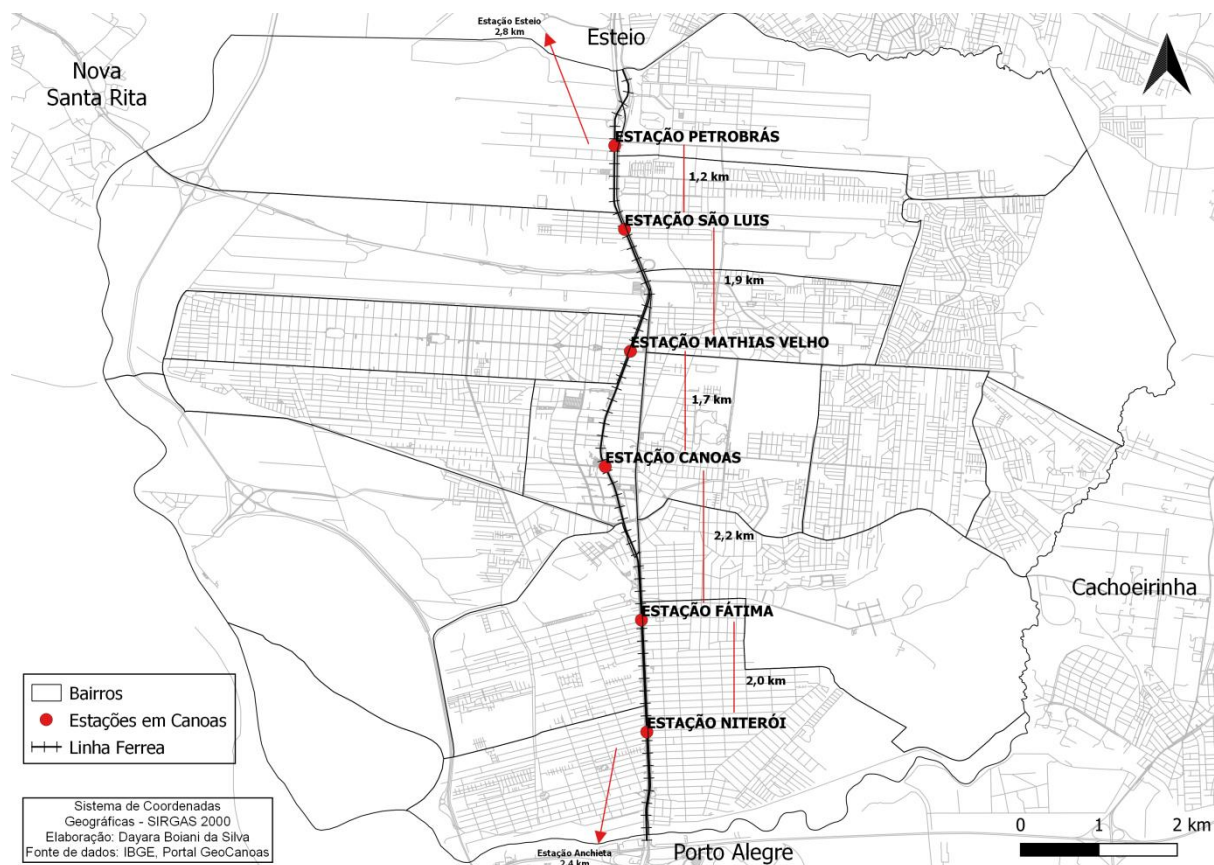 Estação Esteio
2,8 km
Esteio
Nova
Santa Rita
ESTAÇÃO PETROBRÁS
1,2 km
ESTAÇÃO SÃO LUIS
1,9 km
ESTAÇÃO MATHIAS VELHO
1,7 km
ESTAÇÃO CANOAS
2,2 km
Cachoeirinha
ESTAÇÃO FÁTIMA
2,0 km
ESTAÇÃO NITERÓI
Bairros
Estações em Canoas
Linha Ferrea
Sistema de Coordenadas
Geográficas - SIRGAS 2000
Elaboração: Dayara Boiani da Silva
Fonte de dados: IBGE, Portal GeoCanoas
Estação Anchieta
2,4 km
Porto Alegre
0 1 2 km